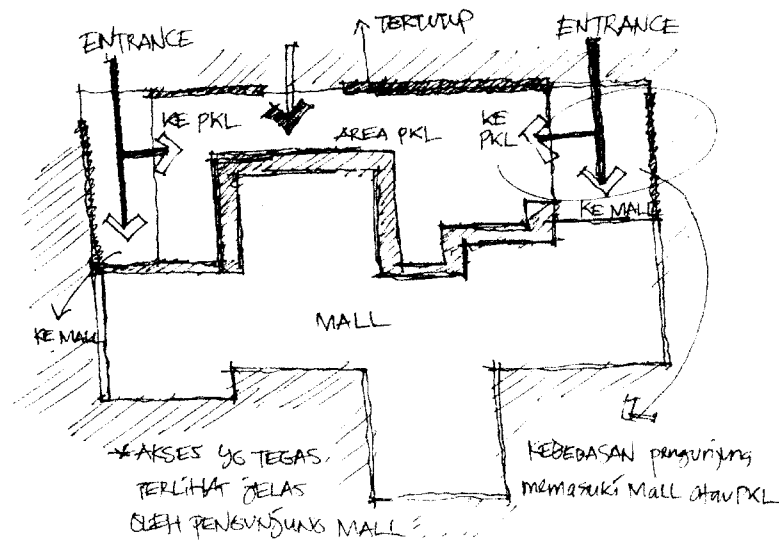 TERTUTUP
ENTRANCE
ENTRANCE
KE PKL
AREA PKL
KE
PKL
KE MALL
KE MALL
MALL
* AKSES YG TEGAS
TERLIHAT JELAS
OLEH PENGUNJUNG MALL
KEBEBASAN pengunjung
memasuki Mall atau PKL